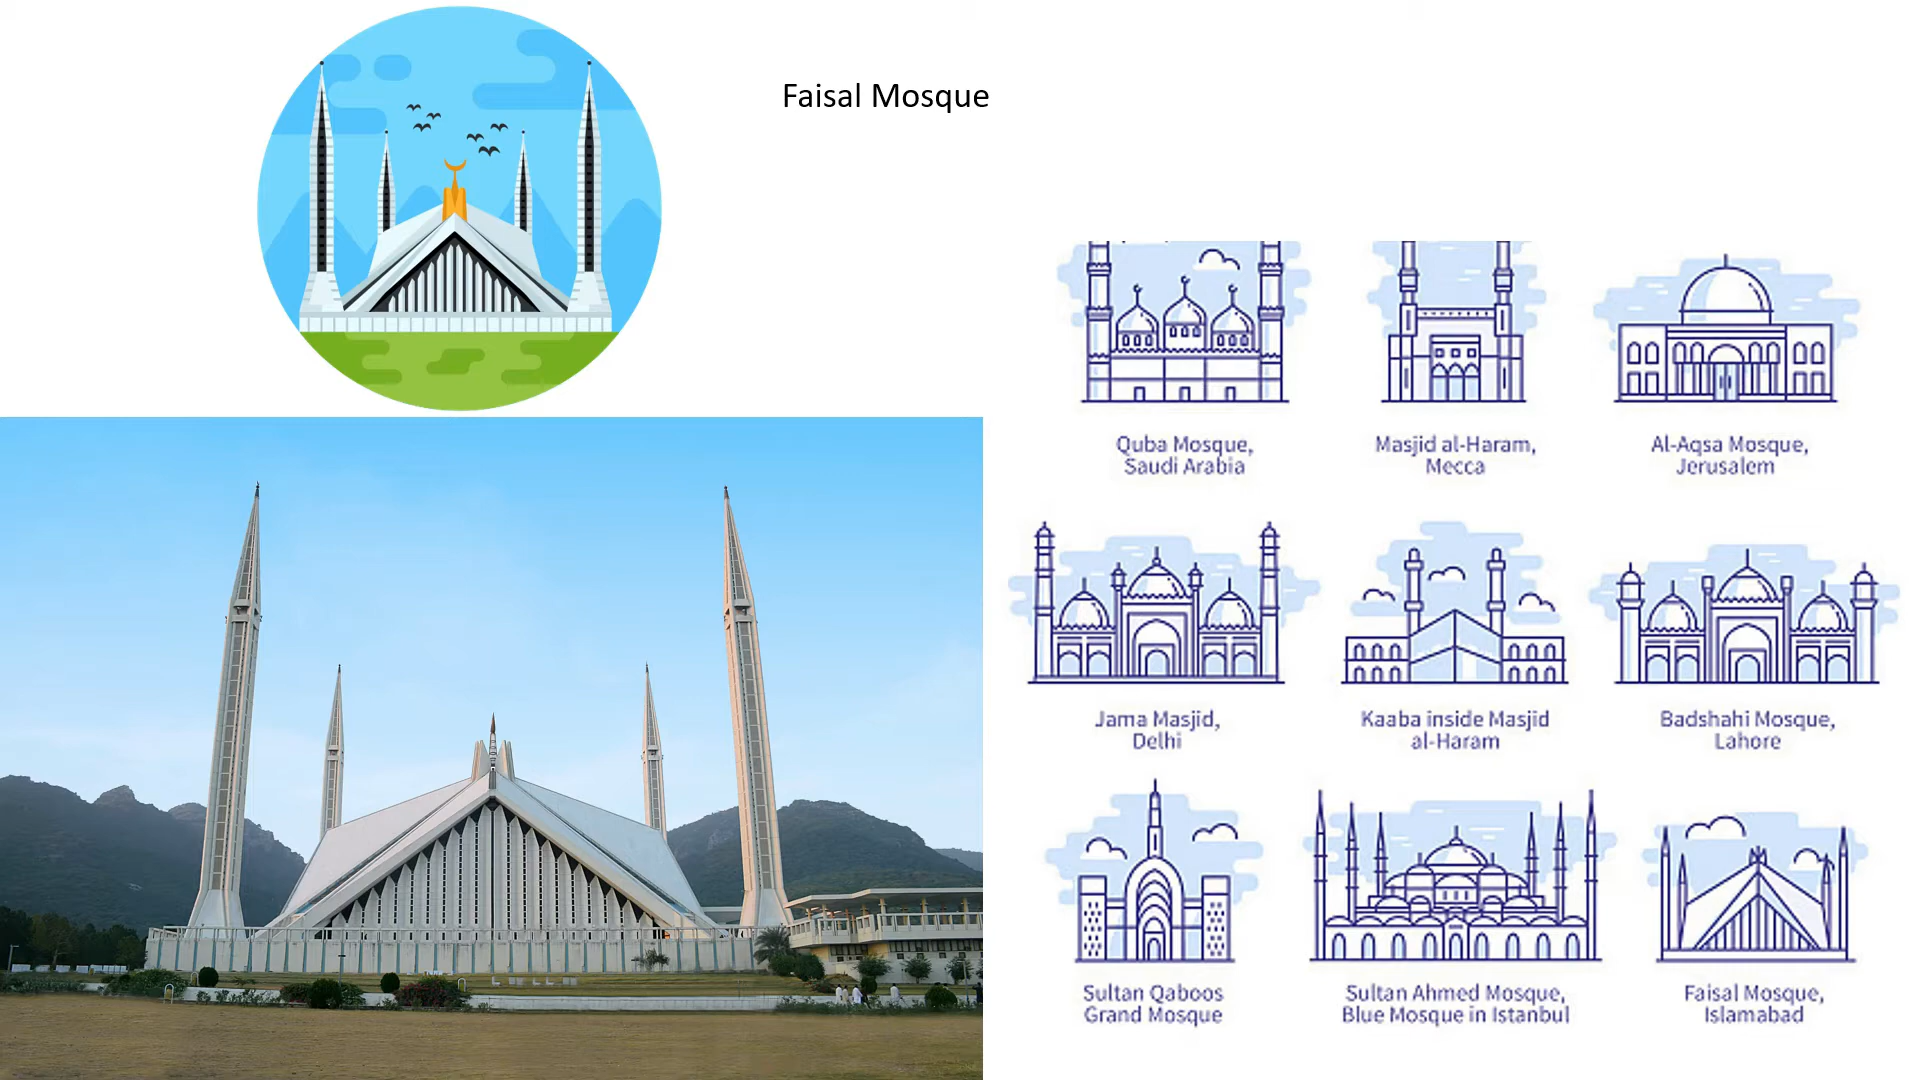 Faisal Mosque
Quba Mosque,
Saudi Arabia
Masjid al-Haram,
Mecca
Al-Aqsa Mosque,
Jerusalem
Jama Masjid,
Delhi
Kaaba inside Masjid
al-Haram
Badshahi Mosque,
Lahore
Sultan Qaboos
Grand Mosque
Sultan Ahmed Mosque,
Blue Mosque in Istanbul
Faisal Mosque,
Islamabad